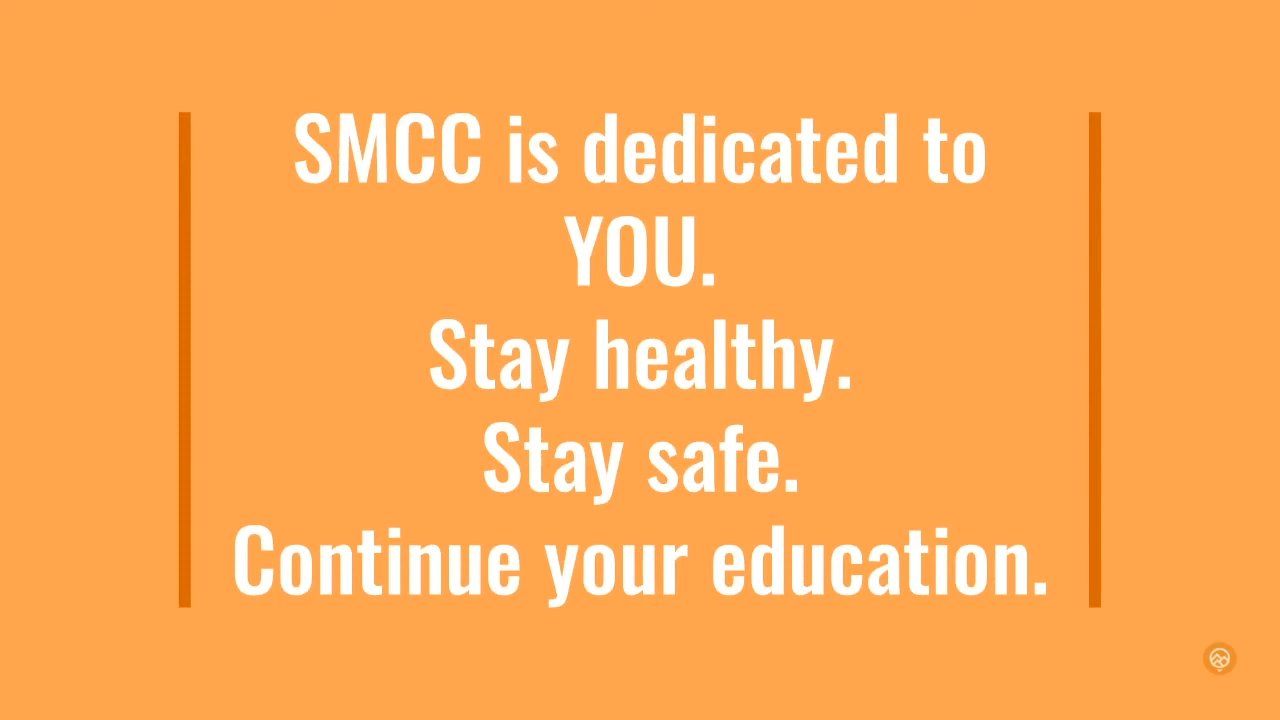 SMCC is dedicated to
YOU.
Stay healthy.
Stay safe.
Continue your education.